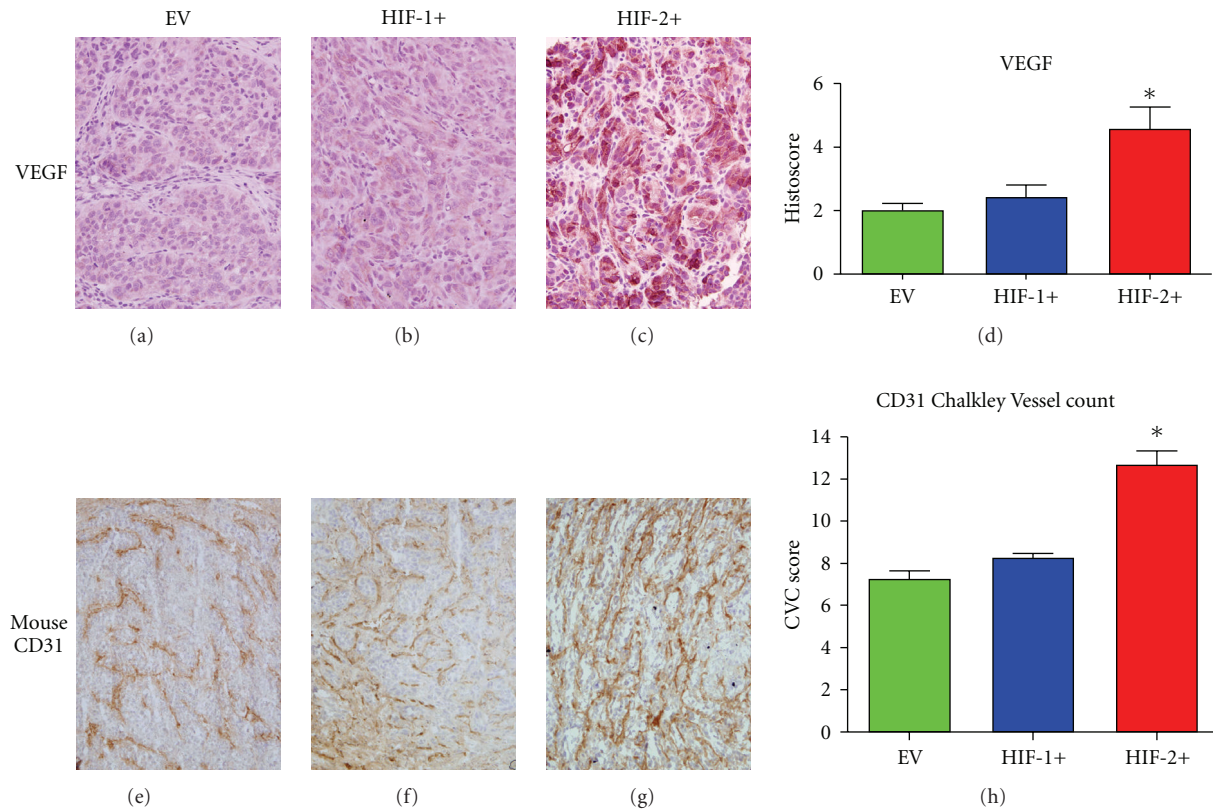 EV
HIF-1+
HIF-2+
VEGF
(a)
(b)
(c)
VEGF
Histoscore
6
4
2
0
*
EV
HIF-1+
HIF-2+
(d)
Mouse
CD31
(e)
(f)
(g)
CD31 Chalkley Vessel count
CVC score
14
12
10
8
6
4
2
0
*
EV
HIF-1+
HIF-2+
(h)